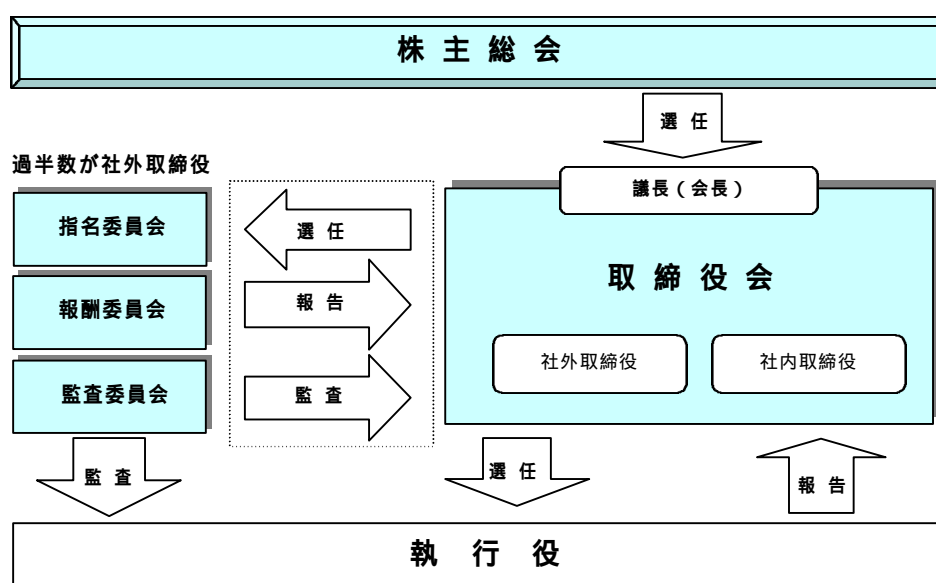 株主総会
選任
過半数が社外取締役
議長（会長）
指名委員会
選任
取締役会
報酬委員会
報告
社外取締役
社内取締役
監査委員会
監査
監査
選任
報告
執行役